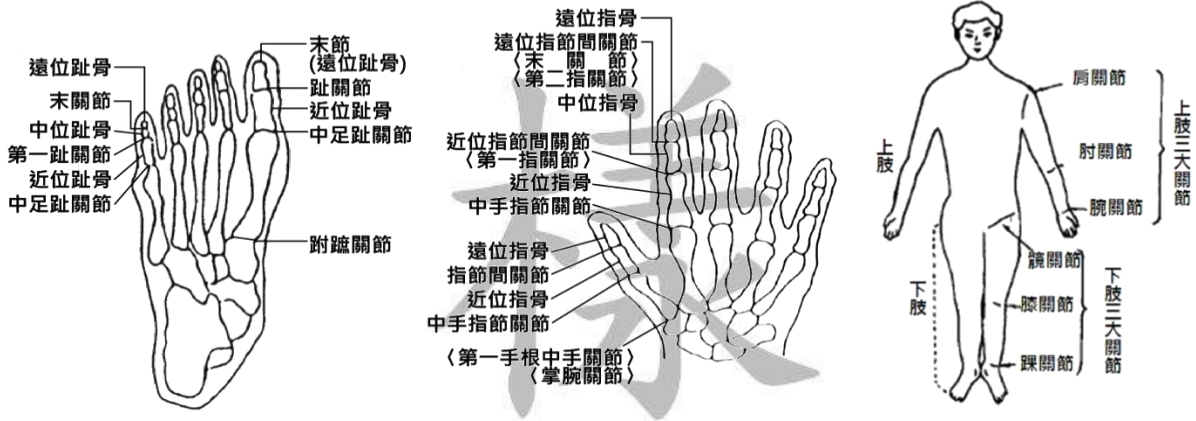 遠位趾骨
末關節
中位趾骨
第一趾關節
近位趾骨
中足趾關節
末節
(遠位趾骨)
趾關節
近位趾骨
中足趾關節
跗蹠關節
遠位指骨
遠位指節間關節
〈末關節〉
〈第二指關節〉
中位指骨
近位指節間關節
〈第一指關節〉
近位指骨
中手指節關節
遠位指骨
指節間關節
近位指骨
中手指節關節
〈第一手根中手關節〉
〈掌腕關節〉
樣
上肢
下肢
肩關節
肘關節
腕關節
上肢三大關節
髖關節
膝關節
踝關節
下肢三大關節